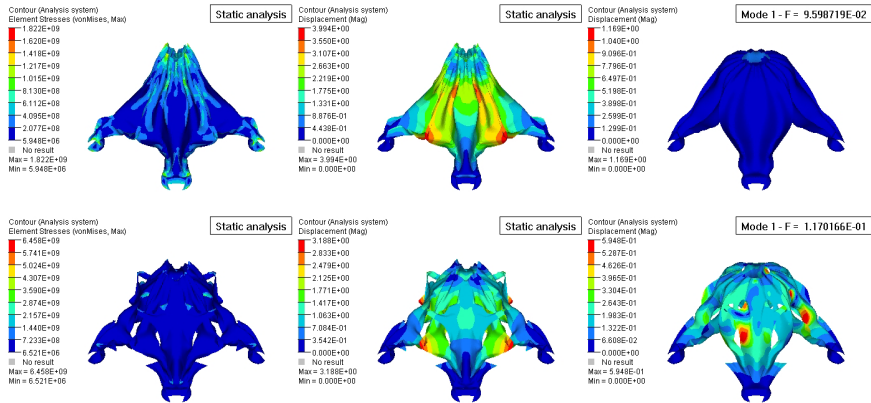 Contour (Analysis system)
Element Stresses (vonMises, Max)
1.822E+09
1.620E+09
1.418E+09
1.217E+09
1.015E+09
8.130E+08
6.112E+08
4.095E+08
2.077E+08
5.948E+06
No result
Max = 1.822E+09
Min = 5.948E+06
Static analysis
Contour (Analysis system)
Displacement (Mag)
3.994E+00
3.550E+00
3.107E+00
2.663E+00
2.219E+00
1.775E+00
1.331E+00
8.876E-01
4.438E-01
0.000E+00
No result
Max = 3.994E+00
Min = 0.000E+00
Static analysis
Contour (Analysis system)
Displacement (Mag)
1.169E+00
1.040E+00
9.096E-01
7.796E-01
6.497E-01
5.198E-01
3.898E-01
2.599E-01
1.299E-01
0.000E+00
No result
Max = 1.169E+00
Min = 0.000E+00
Mode 1 - F = 9.598719E-02
Contour (Analysis system)
Element Stresses (vonMises, Max)
6.458E+09
5.741E+09
5.024E+09
4.307E+09
3.590E+09
2.874E+09
2.157E+09
1.440E+09
7.233E+08
6.521E+06
No result
Max = 6.458E+09
Min = 6.521E+06
Static analysis
Contour (Analysis system)
Displacement (Mag)
3.188E+00
2.833E+00
2.479E+00
2.125E+00
1.771E+00
1.417E+00
1.063E+00
7.084E-01
3.542E-01
0.000E+00
No result
Max = 3.188E+00
Min = 0.000E+00
Static analysis
Contour (Analysis system)
Displacement (Mag)
5.948E-01
5.287E-01
4.626E-01
3.965E-01
3.304E-01
2.643E-01
1.983E-01
1.322E-01
6.608E-02
0.000E+00
No result
Max = 5.948E-01
Min = 0.000E+00
Mode 1 - F = 1.170166E-01